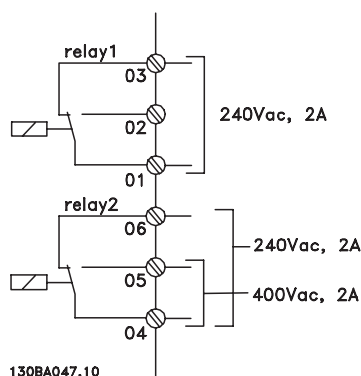 relay1
03
240Vac, 2A
02
01
relay2
06
240Vac, 2A
05
400Vac, 2A
04
130BA047.10